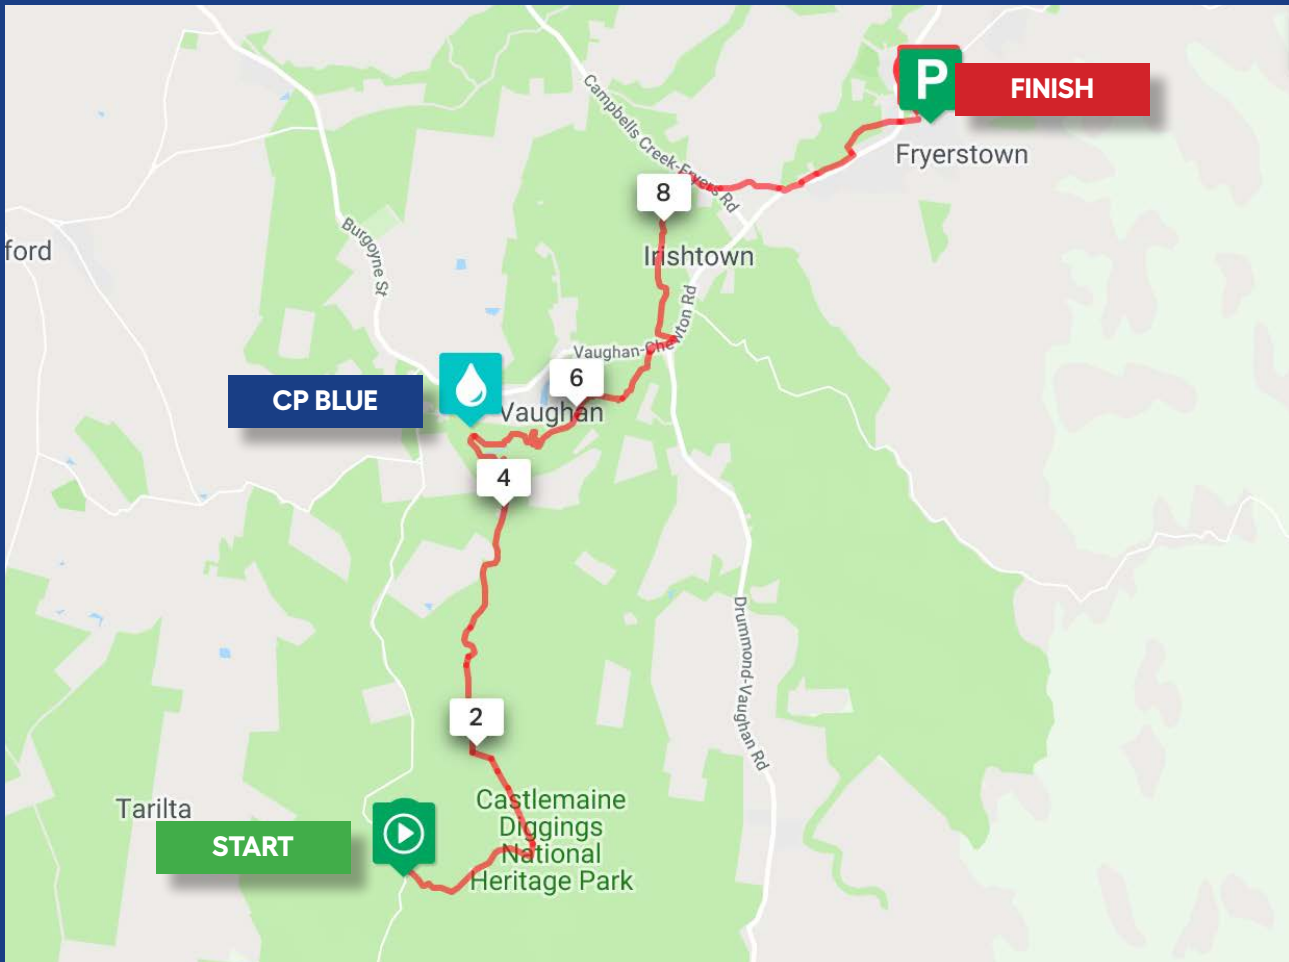 P
FINISH
Campbells Creek-Fryers Rd
Fryerstown
8
ford
Burgoyne St
Irishtown
Vaughan-Chewton Rd
6
CP BLUE
Vaughan
4
Drummond-Vaughan Rd
2
Castlemaine
Diggings
National
Heritage Park
Tarilta
START